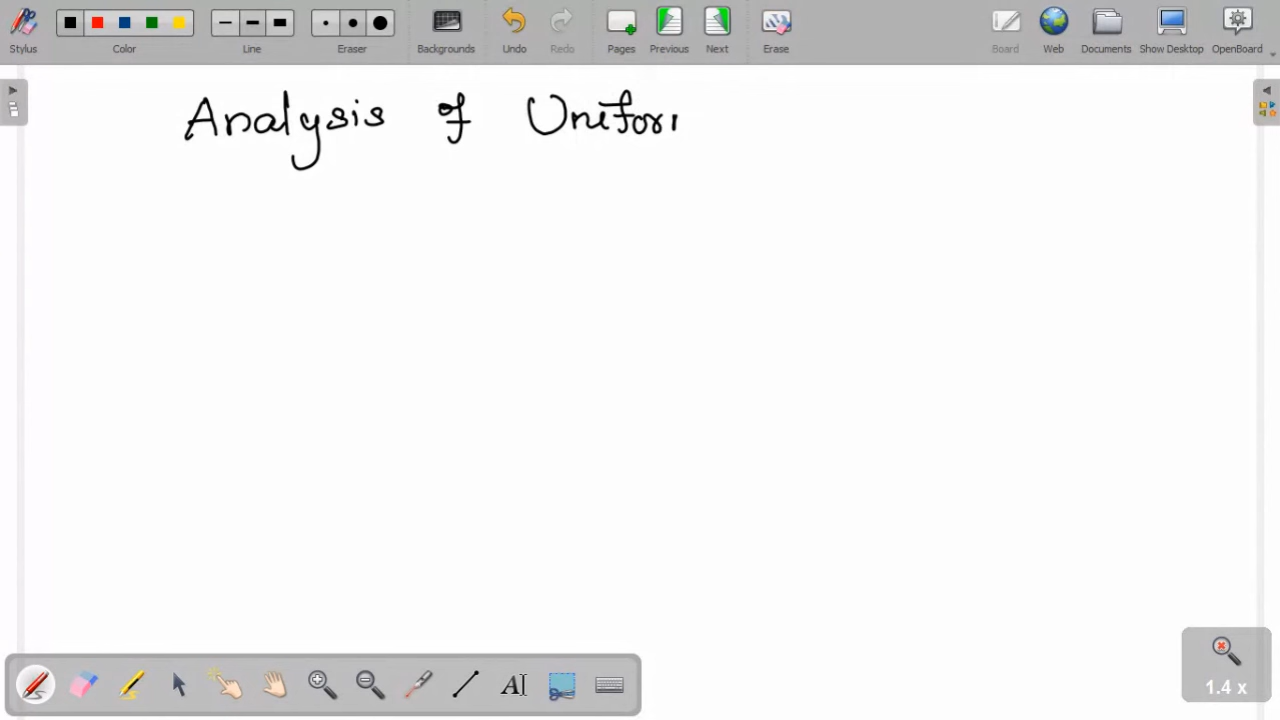 Stylus Color Line Eraser Backgrounds Undo Redo Pages Previous Next Erase Board Web Documents Show Desktop OpenBoard
Analysis of Unifor
1.4 x